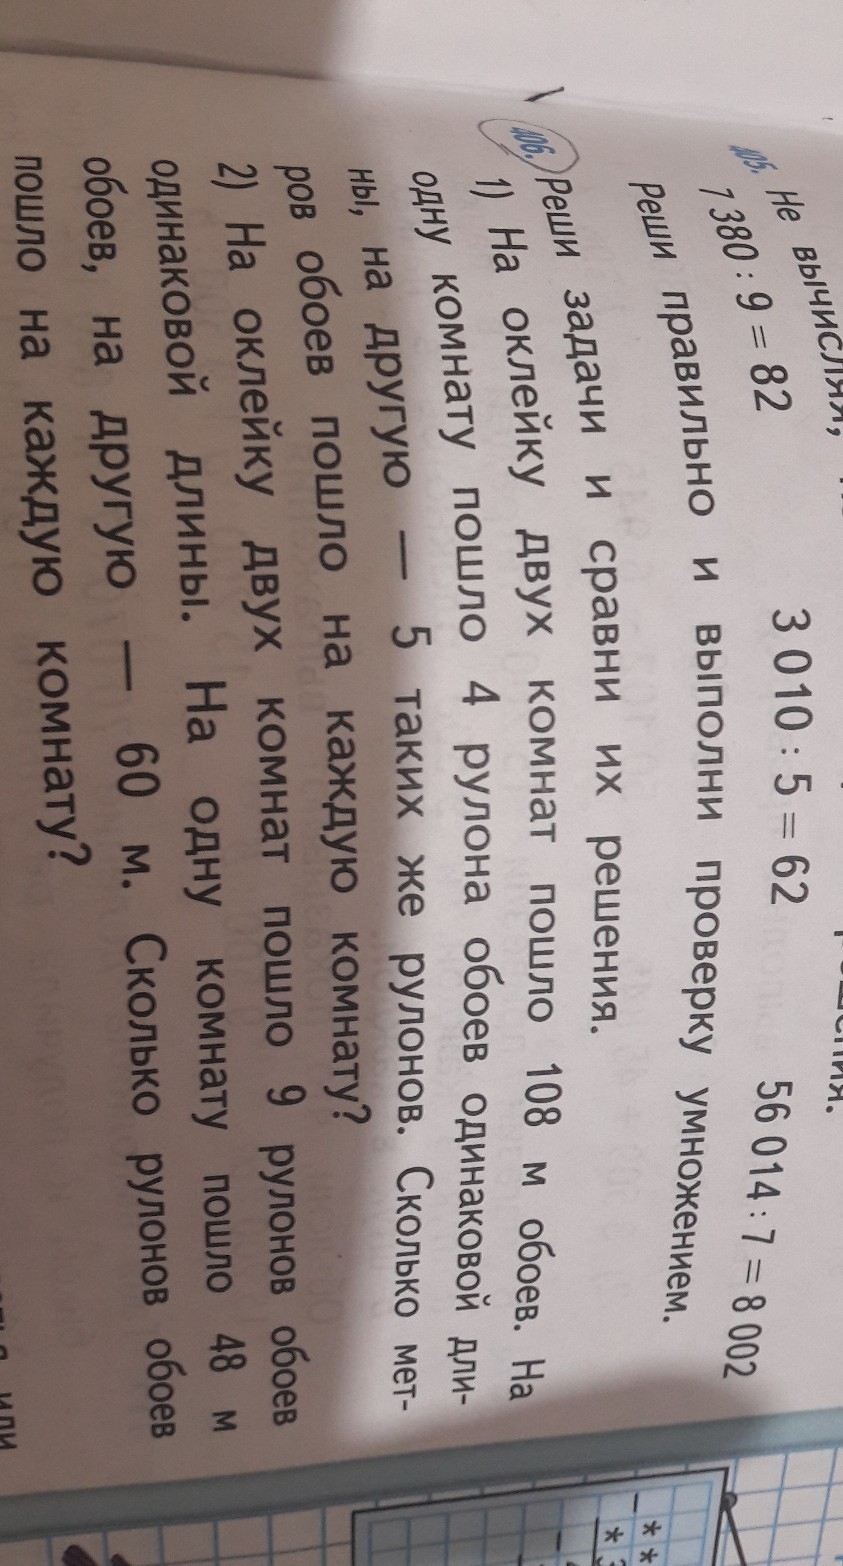 105. Не вычисляя,
7 380 : 9 = 82 3 010 : 5 = 62 56 014 : 7 = 8 002
реши правильно и выполни проверку умножением.
106. Реши задачи и сравни их решения.
1) На оклейку двух комнат пошло 108 м обоев. На
одну комнату пошло 4 рулона обоев одинаковой дли-
ны, на другую — 5 таких же рулонов. Сколько мет-
ров обоев пошло на каждую комнату?
2) На оклейку двух комнат пошло 9 рулонов обоев
одинаковой длины. На одну комнату пошло 48 м
обоев, на другую — 60 м. Сколько рулонов обоев
пошло на каждую комнату?
или